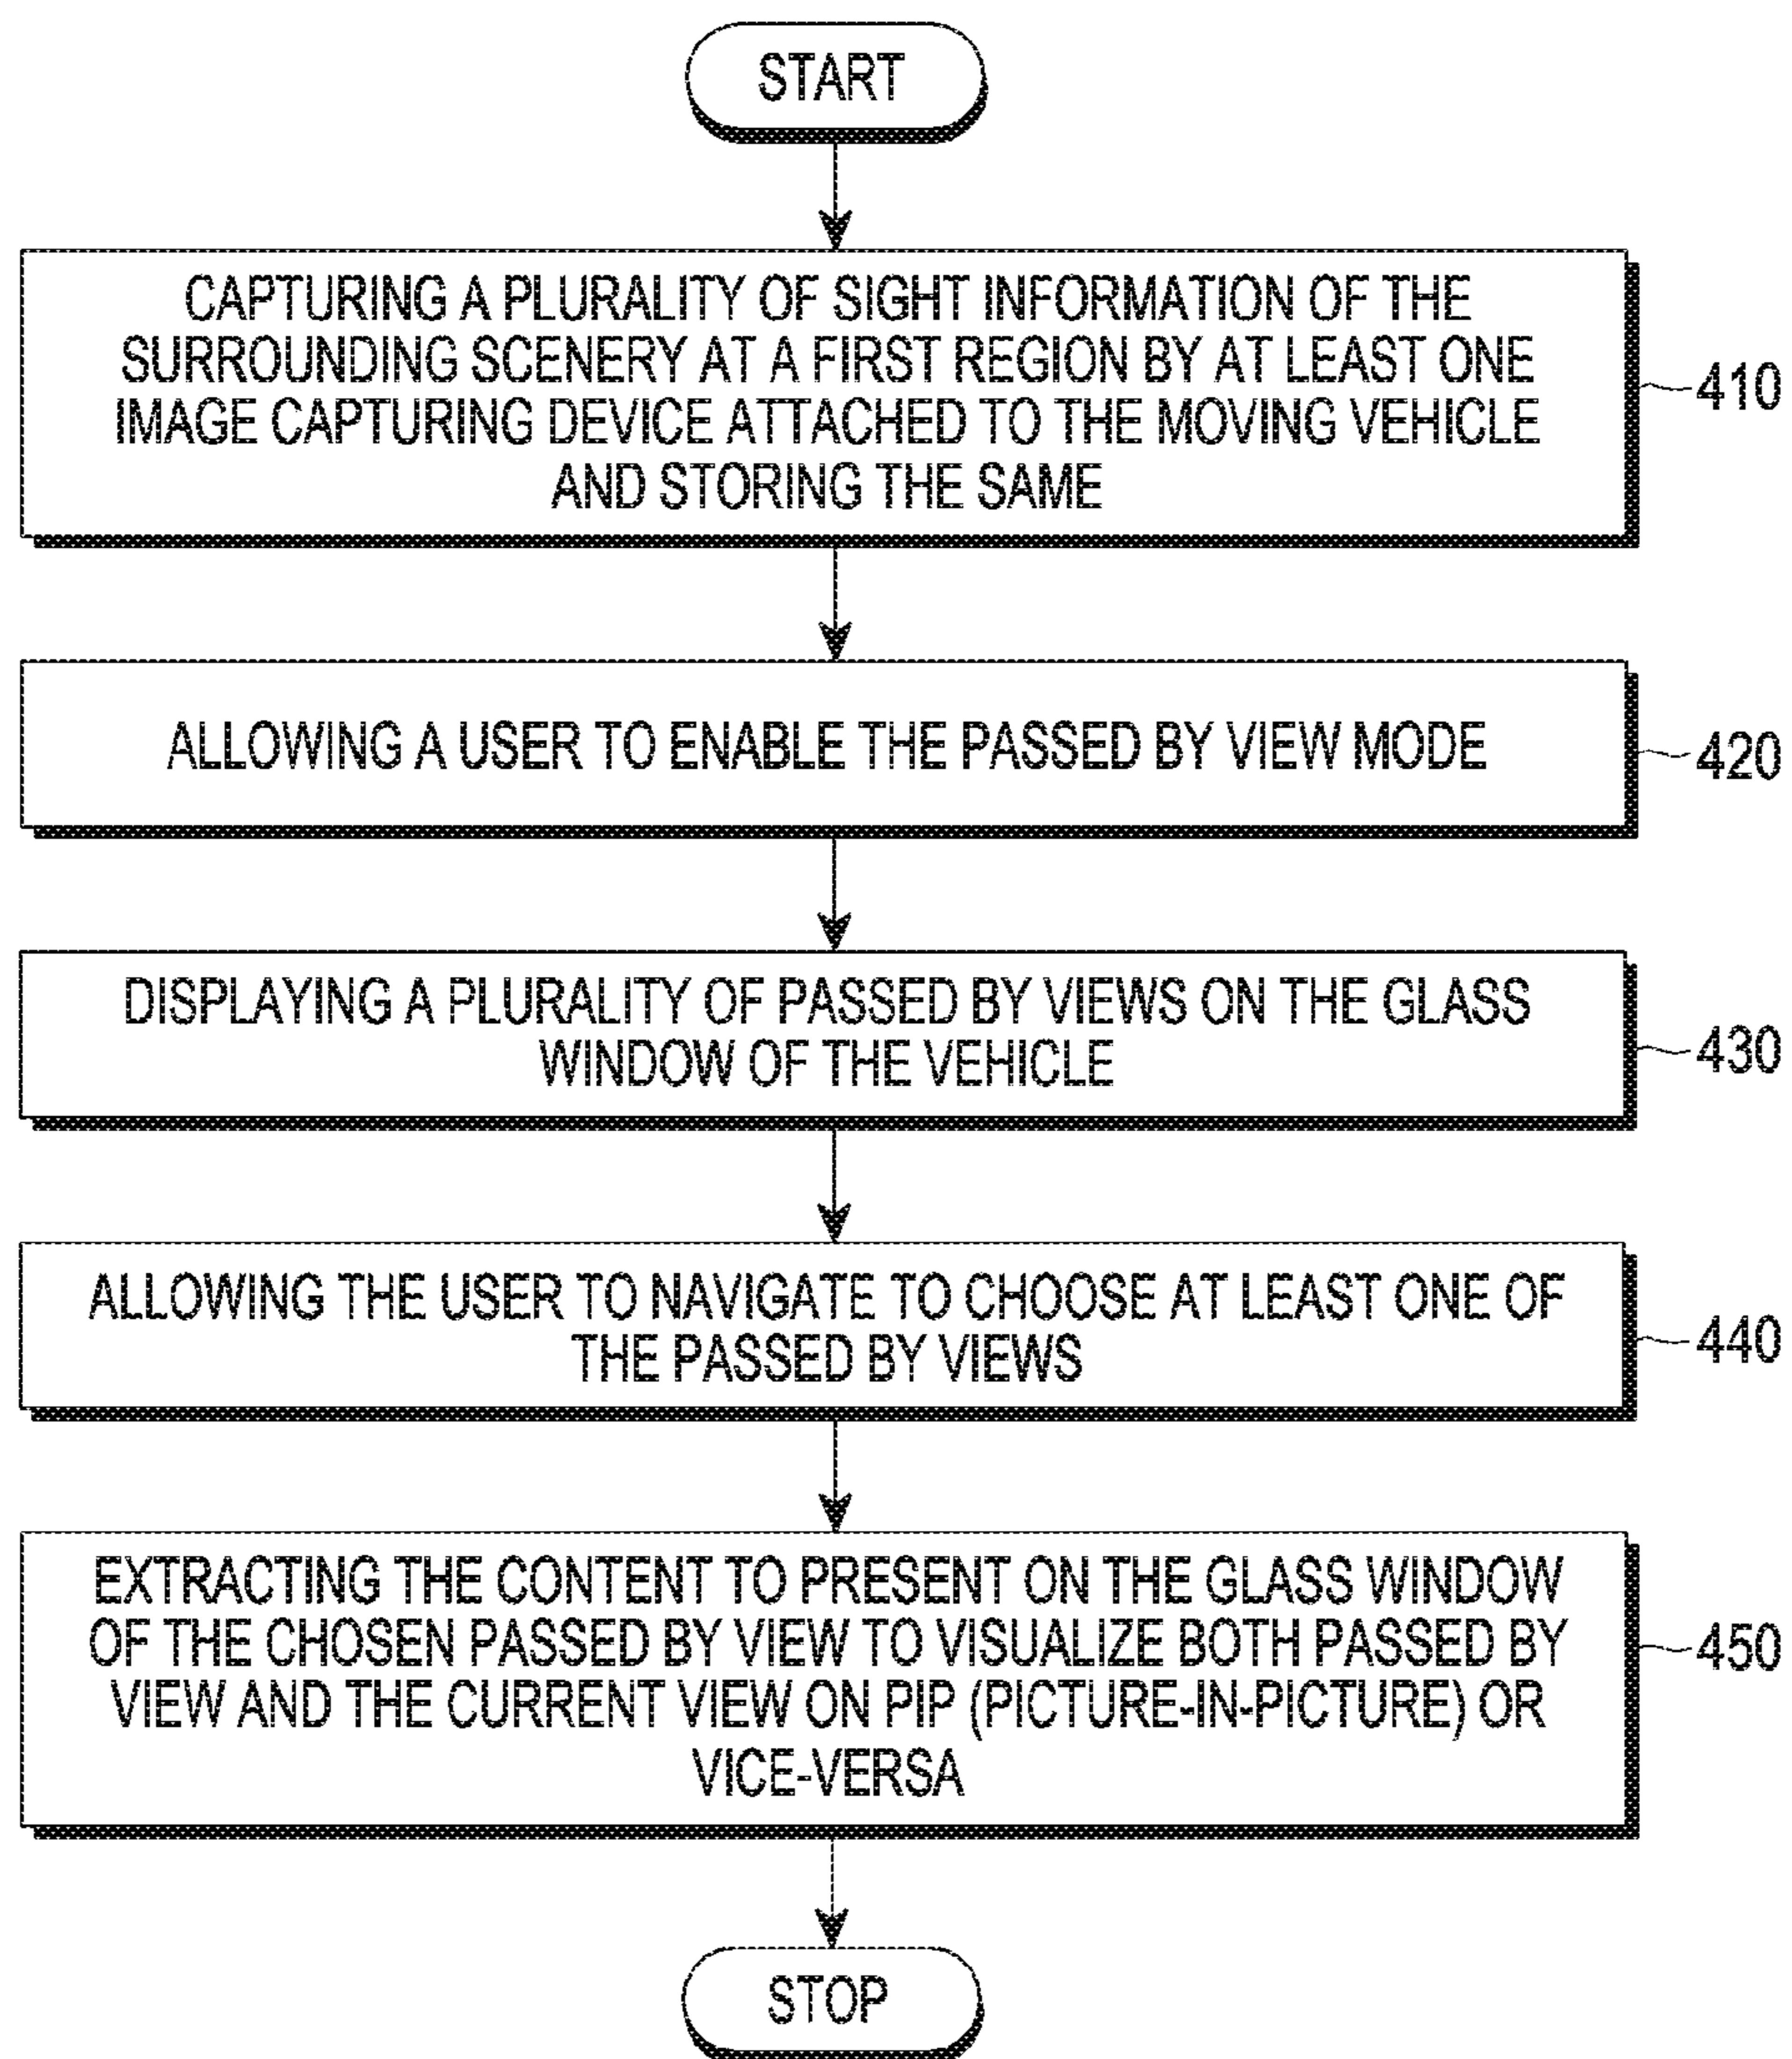 START
CAPTURING A PLURALITY OF SIGHT INFORMATION OF THE
SURROUNDING SCENERY AT A FIRST REGION BY AT LEAST ONE
IMAGE CAPTURING DEVICE ATTACHED TO THE MOVING VEHICLE
AND STORING THE SAME
410
ALLOWING A USER TO ENABLE THE PASSED BY VIEW MODE
420
DISPLAYING A PLURALITY OF PASSED BY VIEWS ON THE GLASS
WINDOW OF THE VEHICLE
430
ALLOWING THE USER TO NAVIGATE TO CHOOSE AT LEAST ONE OF
THE PASSED BY VIEWS
440
EXTRACTING THE CONTENT TO PRESENT ON THE GLASS WINDOW
OF THE CHOSEN PASSED BY VIEW TO VISUALIZE BOTH PASSED BY
VIEW AND THE CURRENT VIEW ON PIP (PICTURE-IN-PICTURE) OR
VICE-VERSA
450
STOP